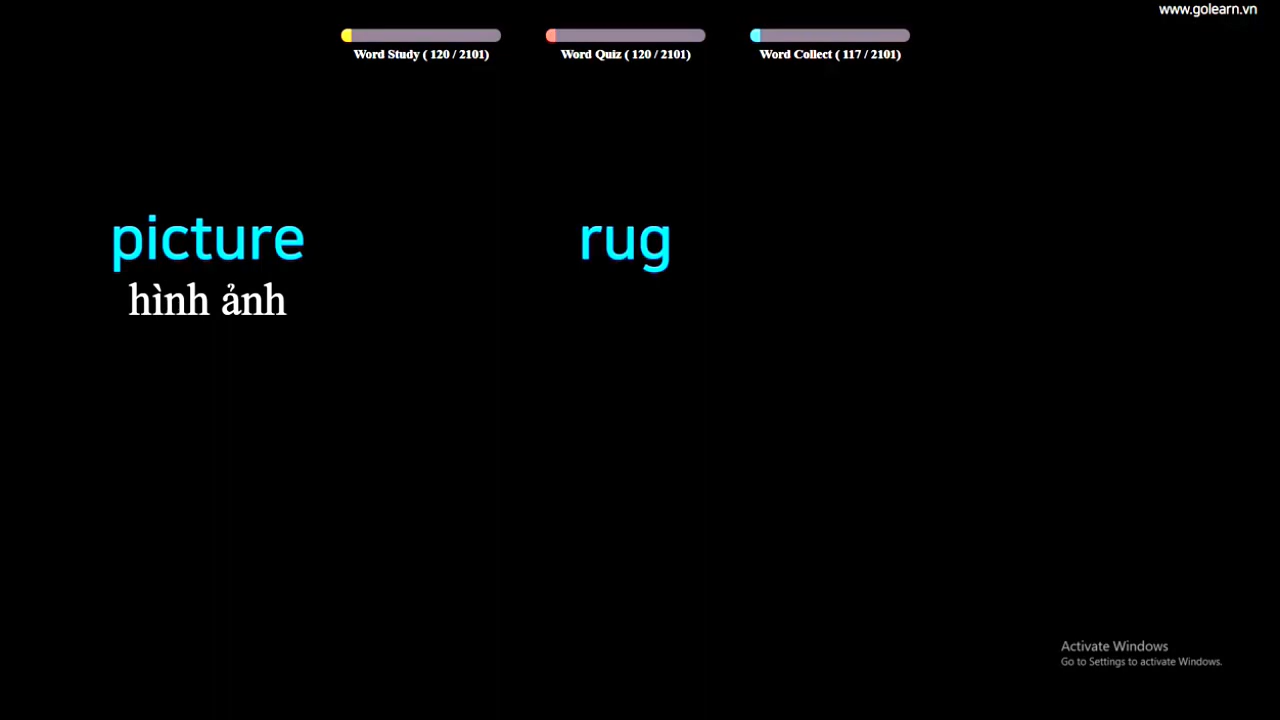 www.golearn.vn
Word Study ( 120 / 2101)
Word Quiz ( 120 / 2101)
Word Collect ( 117 / 2101)
picture
hình ảnh
rug
Activate Windows
Go to Settings to activate Windows.